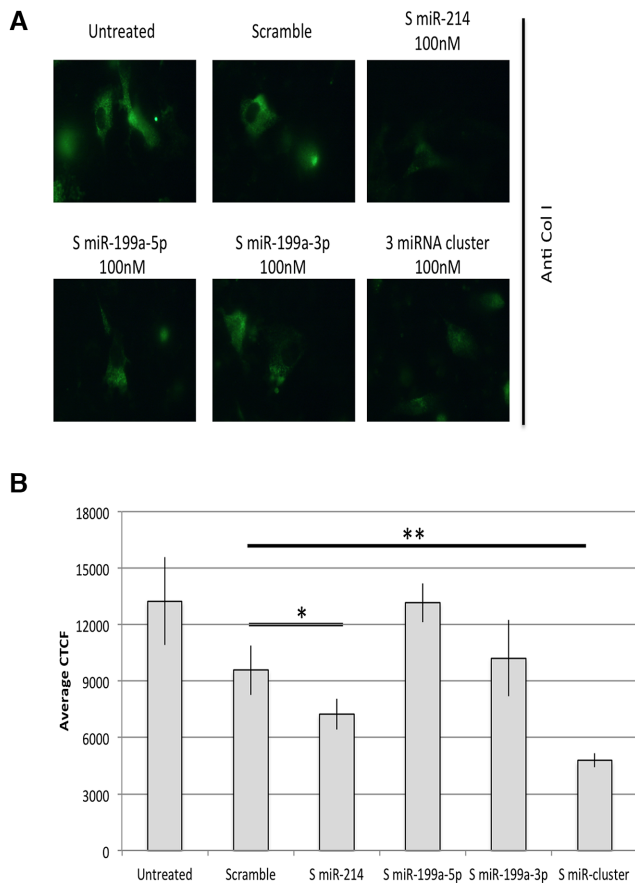 A
Untreated
Scramble
S miR-214
100nM
S miR-199a-5p
100nM
S miR-199a-3p
100nM
3 miRNA cluster
100nM
Anti Col I
B
18000
15000
12000
9000
6000
3000
0
Average CTCF
**
*
Untreated
Scramble
S miR-214
S miR-199a-5p
S miR-199a-3p
S miR-cluster